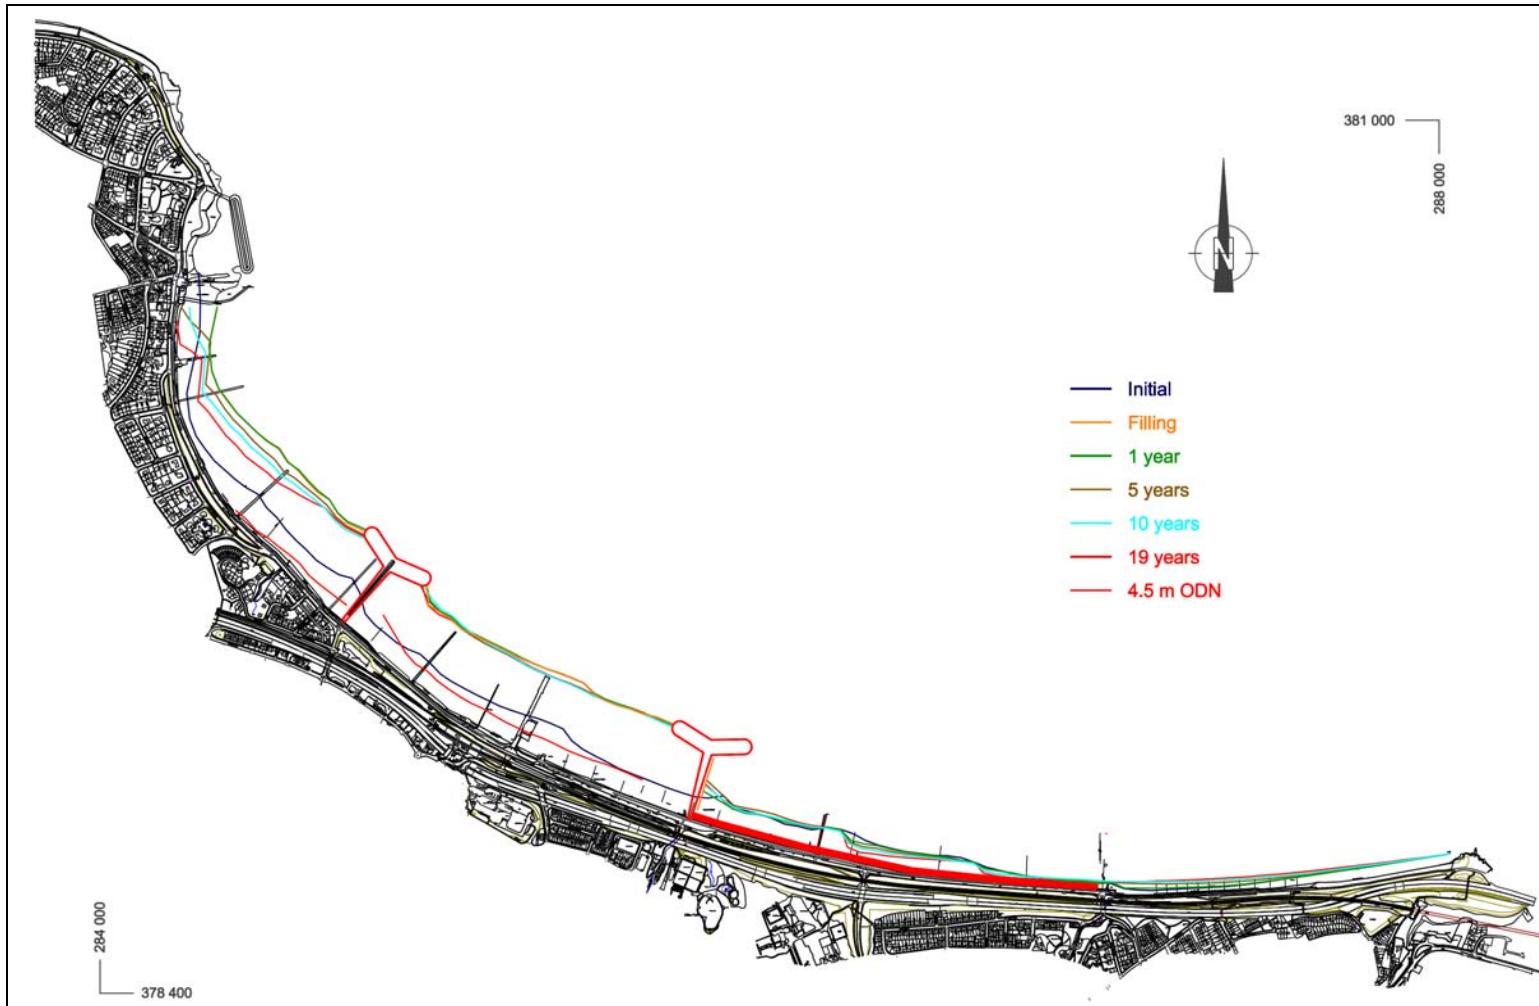 381 000
288 000
N
Initial
Filling
1 year
5 years
10 years
19 years
4.5 m ODN
284 000
378 400